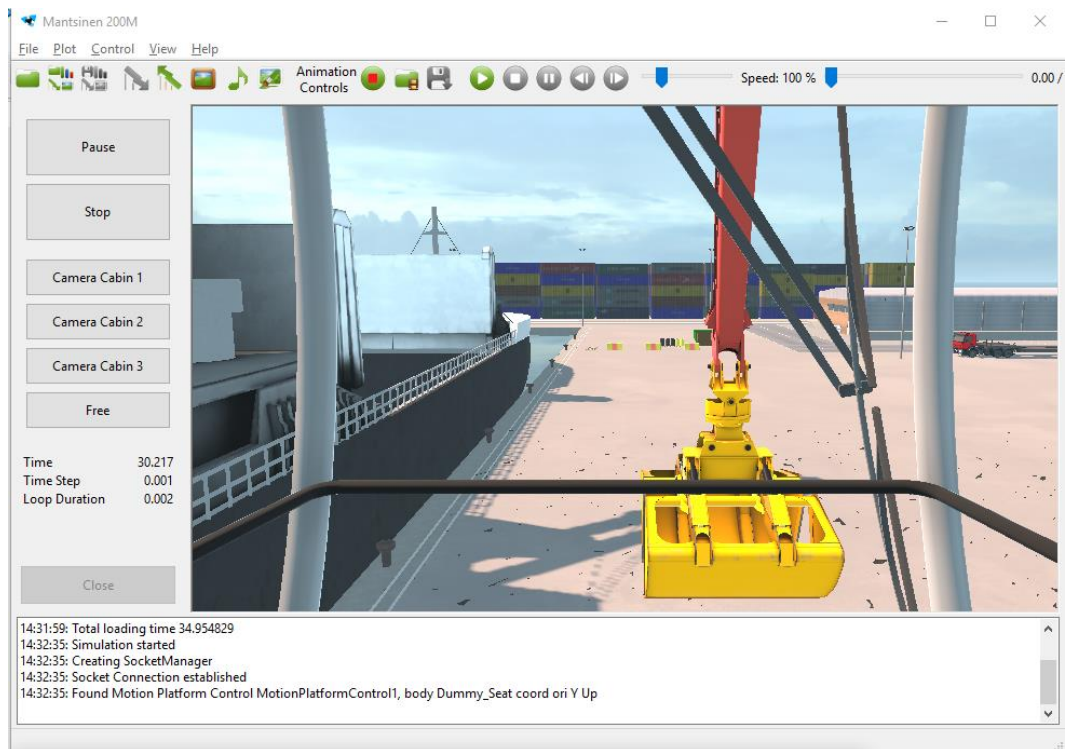 Mantsinen 200M
File Plot Control View Help
Animation Controls
Speed: 100 %
0.00 /
Pause
Stop
Camera Cabin 1
Camera Cabin 2
Camera Cabin 3
Free
Time 30.217
Time Step 0.001
Loop Duration 0.002
Close
14:31:59: Total loading time 34.954829
14:32:35: Simulation started
14:32:35: Creating SocketManager
14:32:35: Socket Connection established
14:32:35: Found Motion Platform Control MotionPlatformControl1, body Dummy_Seat coord ori Y Up